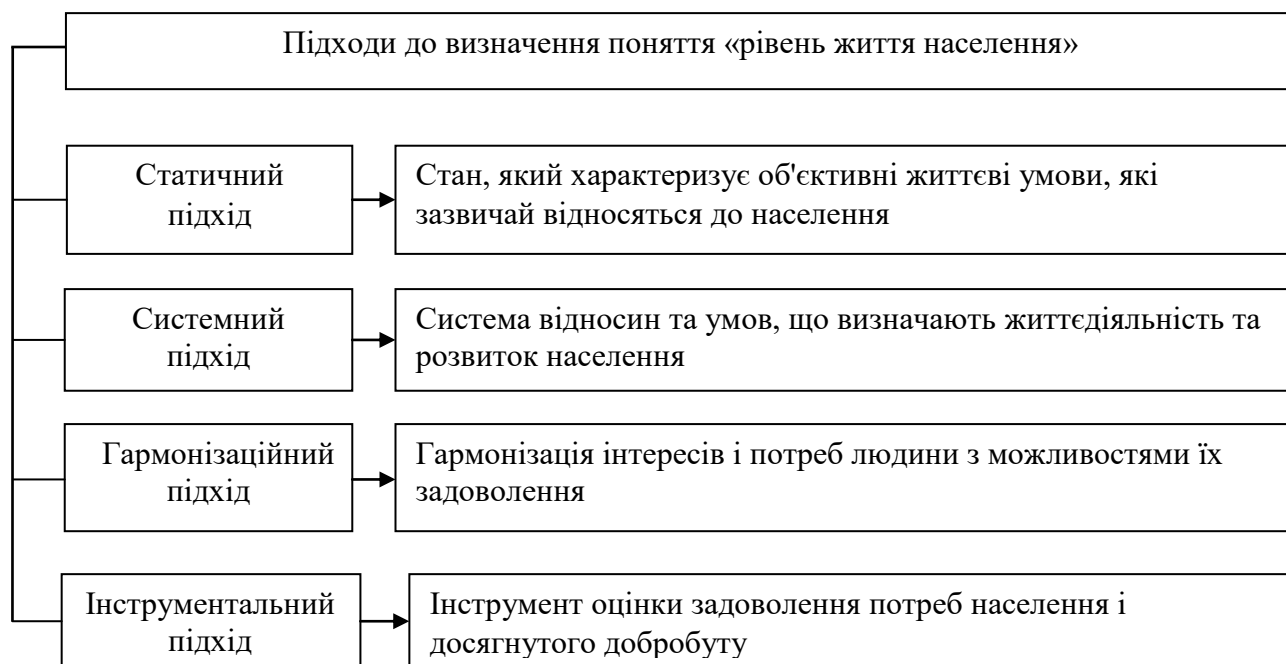 Підходи до визначення поняття «рівень життя населення»
Статичний
підхід
Стан, який характеризує об'єктивні життєві умови, які
зазвичай відносяться до населення
Системний
підхід
Система відносин та умов, що визначають життєдіяльність та
розвиток населення
Гармонізаційний
підхід
Гармонізація інтересів і потреб людини з можливостями їх
задоволення
Інструментальний
підхід
Інструмент оцінки задоволення потреб населення і
досягнутого добробуту